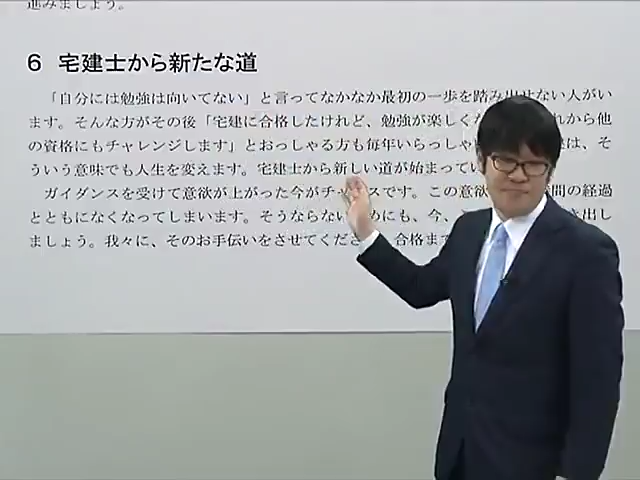 進みましょう。
6 宅建士から新たな道
「自分には勉強は向いてない」と言ってなかなか最初の一歩を踏み出せない人がい
ます。そんな方がその後「宅建に合格したけれど、勉強が楽しくな れから他
の資格にもチャレンジします」とおっしゃる方も毎年いらっしゃ は、そ
ういう意味でも人生を変えます。宅建士から新しい道が始まってい
ガイダンスを受けて意欲が上がった今がチャンスです。この意欲 間の経過
とともになくなってしまいます。そうならない めにも、今、 き出し
ましょう。我々に、そのお手伝いをさせてくださ 合格まで